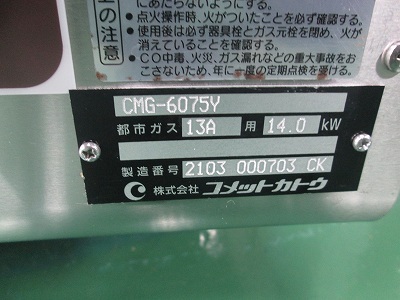 にあたらないようにする。
上の注意
●点火操作時、火がついたことを必ず確認する。
●使用後は必ず器具栓とガス元栓を閉め、火が
消えていることを確認する。
●CO中毒、火災、ガス漏れなどの重大事故をお
こさないため、年に一度の定期点検を受ける。
CMG-6075Y
都市ガス 13A 用 14.0 kW
製造番号 2103 000703 CK
株式会社 コメットカトウ